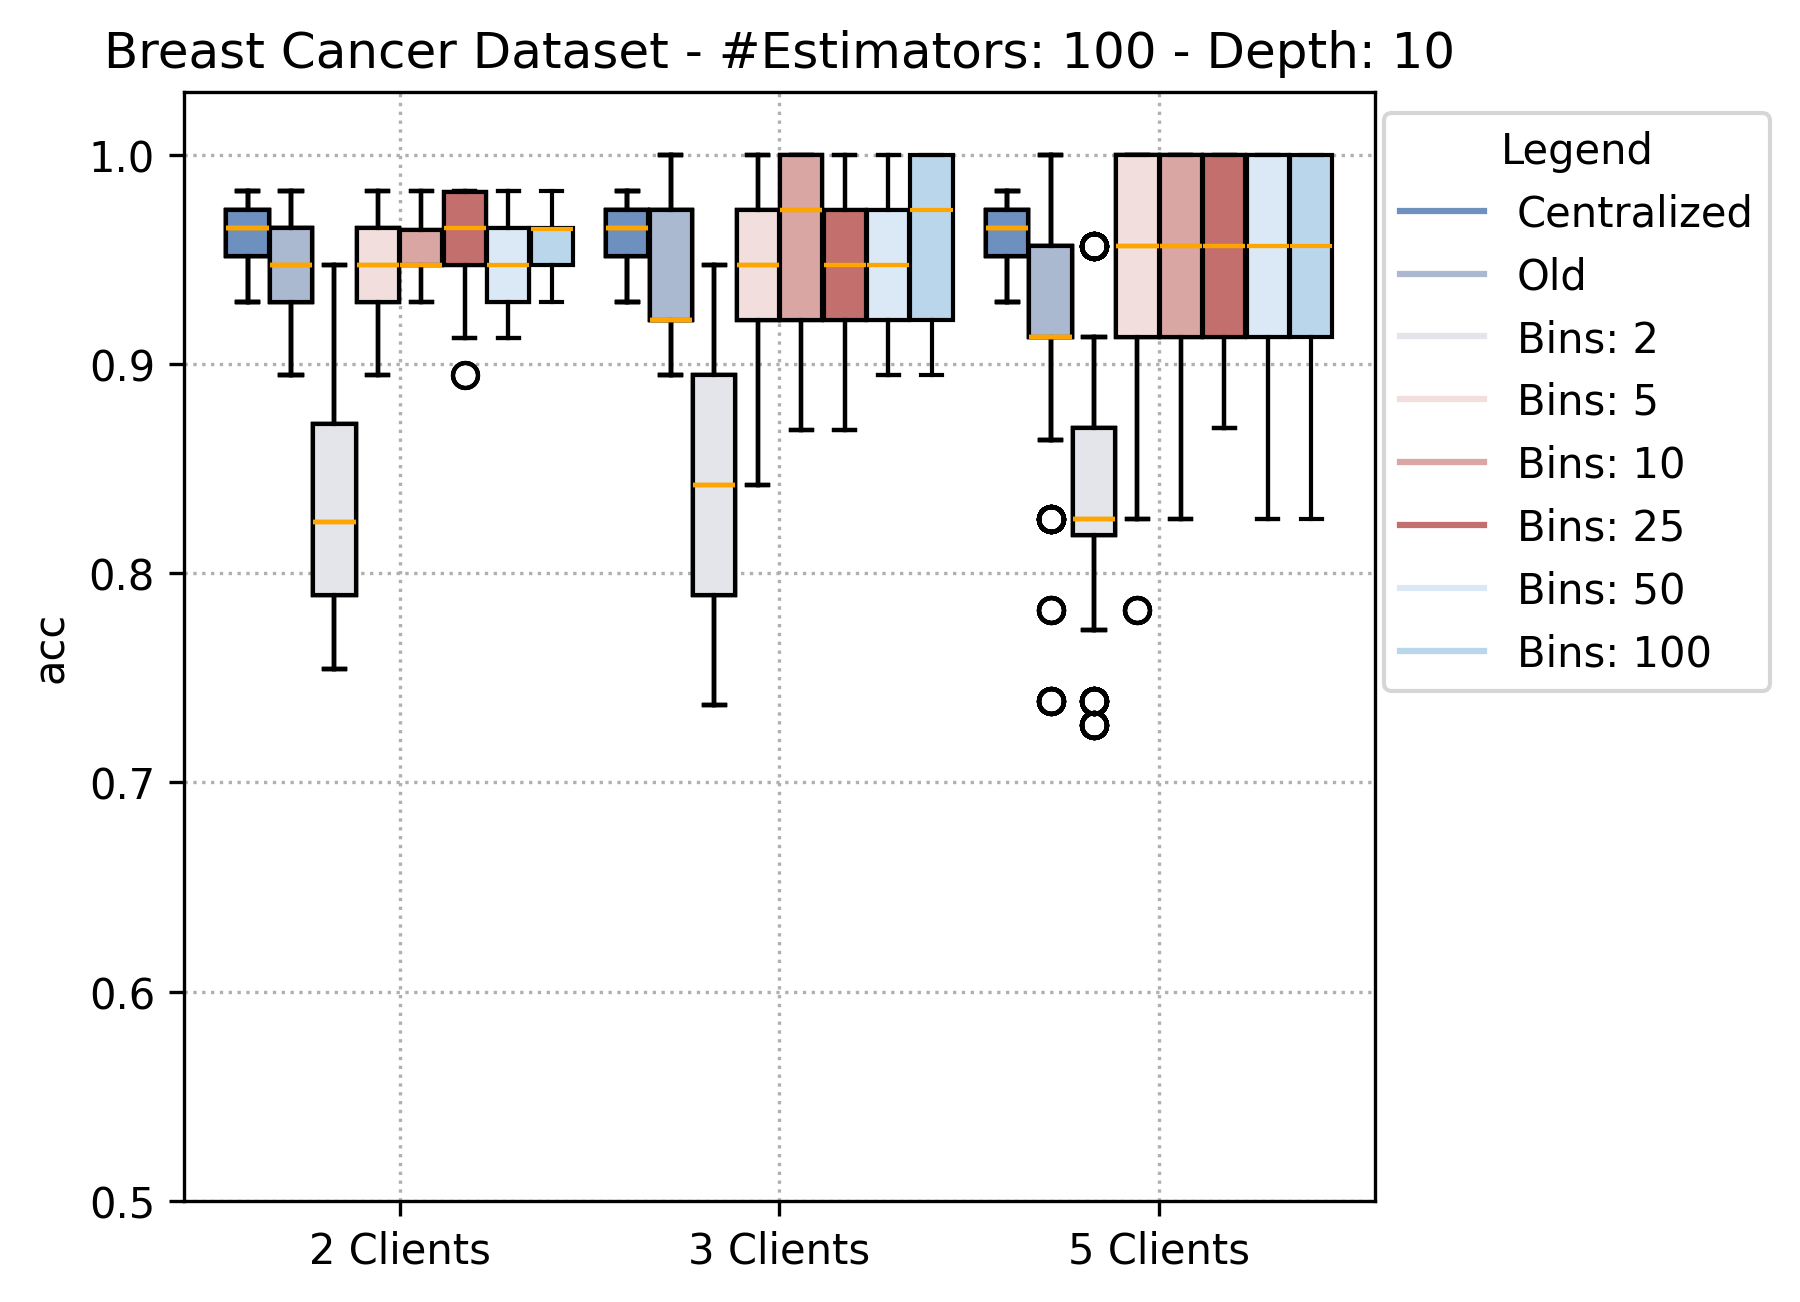 Breast Cancer Dataset - #Estimators: 100 - Depth: 10
Legend
Centralized
Old
Bins: 2
Bins: 5
Bins: 10
Bins: 25
Bins: 50
Bins: 100
1.0
0.9
0.8
0.7
0.6
0.5
acc
2 Clients
3 Clients
5 Clients